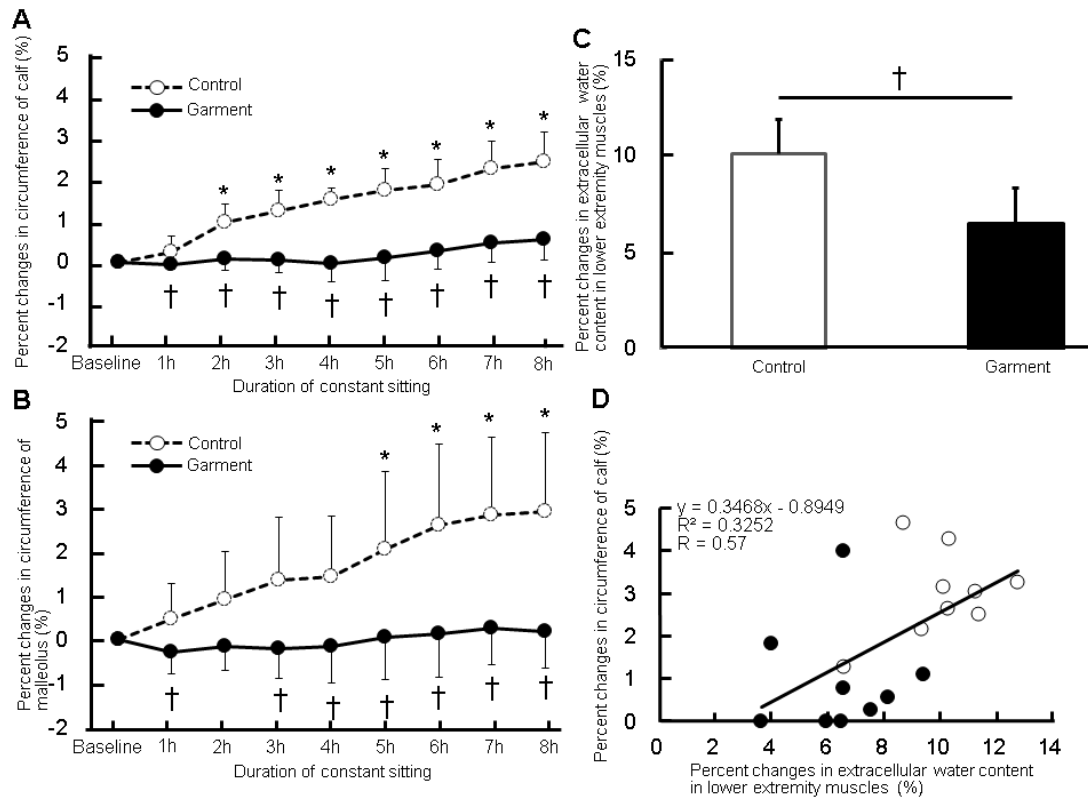 A
Percent changes in circumference of calf (%)
5
4
3
2
1
0
-1
-2
Control
Garment
* * * * * * *
† † † † † † † †
Baseline 1h 2h 3h 4h 5h 6h 7h 8h
Duration of constant sitting
B
Percent changes in circumference of
malleolus (%)
5
4
3
2
1
0
-1
-2
Control
Garment
* * * *
† † † † † † †
Baseline 1h 2h 3h 4h 5h 6h 7h 8h
Duration of constant sitting
C
Percent changes in extracellular water
content in lower extremity muscles (%)
15
10
5
0
†
Control Garment
D
Percent changes in circumference of calf (%)
5
4
3
2
1
0
y = 0.3468x - 0.8949
R² = 0.3252
R = 0.57
0 2 4 6 8 10 12 14
Percent changes in extracellular water content
in lower extremity muscles (%)